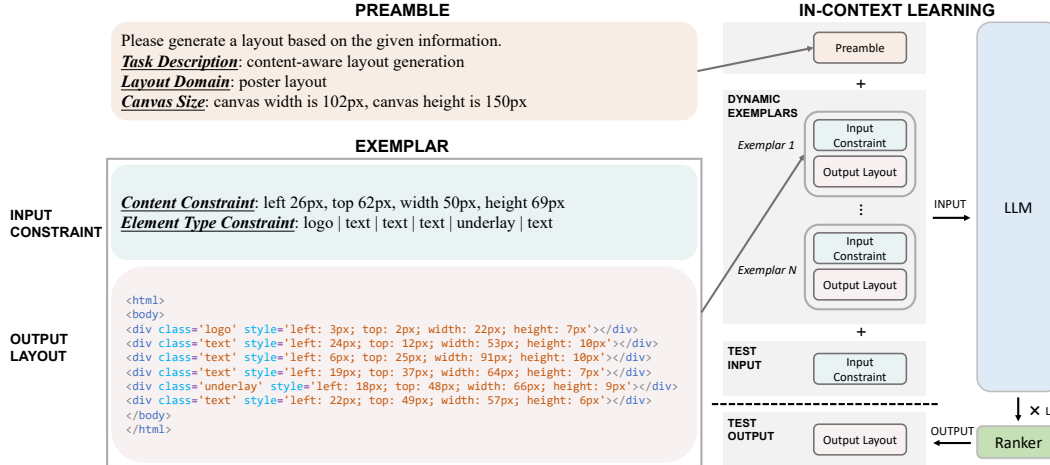 PREAMBLE
Please generate a layout based on the given information.
Task Description: content-aware layout generation
Layout Domain: poster layout
Canvas Size: canvas width is 102px, canvas height is 150px
EXEMPLAR
INPUT
CONSTRAINT
Content Constraint: left 26px, top 62px, width 50px, height 69px
Element Type Constraint: logo | text | text | text | underlay | text
OUTPUT
LAYOUT
<html>
<body>
<div class='logo' style='left: 3px; top: 2px; width: 22px; height: 7px'></div>
<div class='text' style='left: 24px; top: 12px; width: 53px; height: 10px'></div>
<div class='text' style='left: 6px; top: 25px; width: 91px; height: 10px'></div>
<div class='text' style='left: 19px; top: 37px; width: 64px; height: 7px'></div>
<div class='underlay' style='left: 18px; top: 48px; width: 66px; height: 9px'></div>
<div class='text' style='left: 22px; top: 49px; width: 57px; height: 6px'></div>
</body>
</html>
IN-CONTEXT LEARNING
Preamble
+
DYNAMIC
EXEMPLARS
Exemplar 1
Input
Constraint
Output Layout
⋮
Exemplar N
Input
Constraint
Output Layout
+
TEST
INPUT
Input
Constraint
TEST
OUTPUT
Output Layout
INPUT
LLM
× L
OUTPUT
Ranker